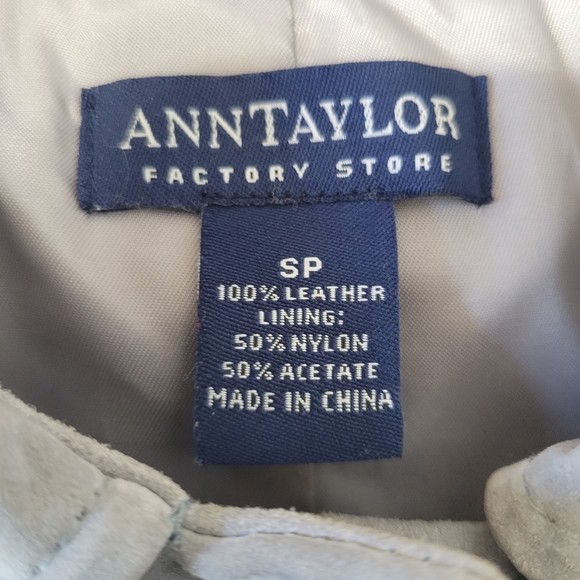 ANNTAYLOR
FACTORY STORE
SP
100% LEATHER
LINING:
50% NYLON
50% ACETATE
MADE IN CHINA